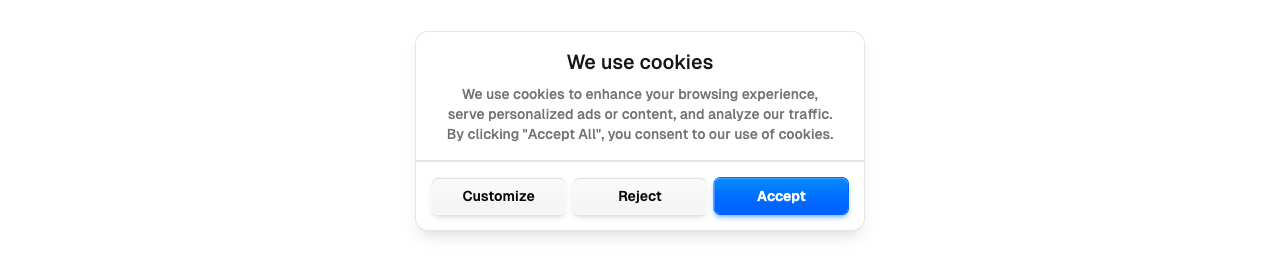 We use cookies
We use cookies to enhance your browsing experience,
serve personalized ads or content, and analyze our traffic.
By clicking "Accept All", you consent to our use of cookies.
Customize
Reject
Accept